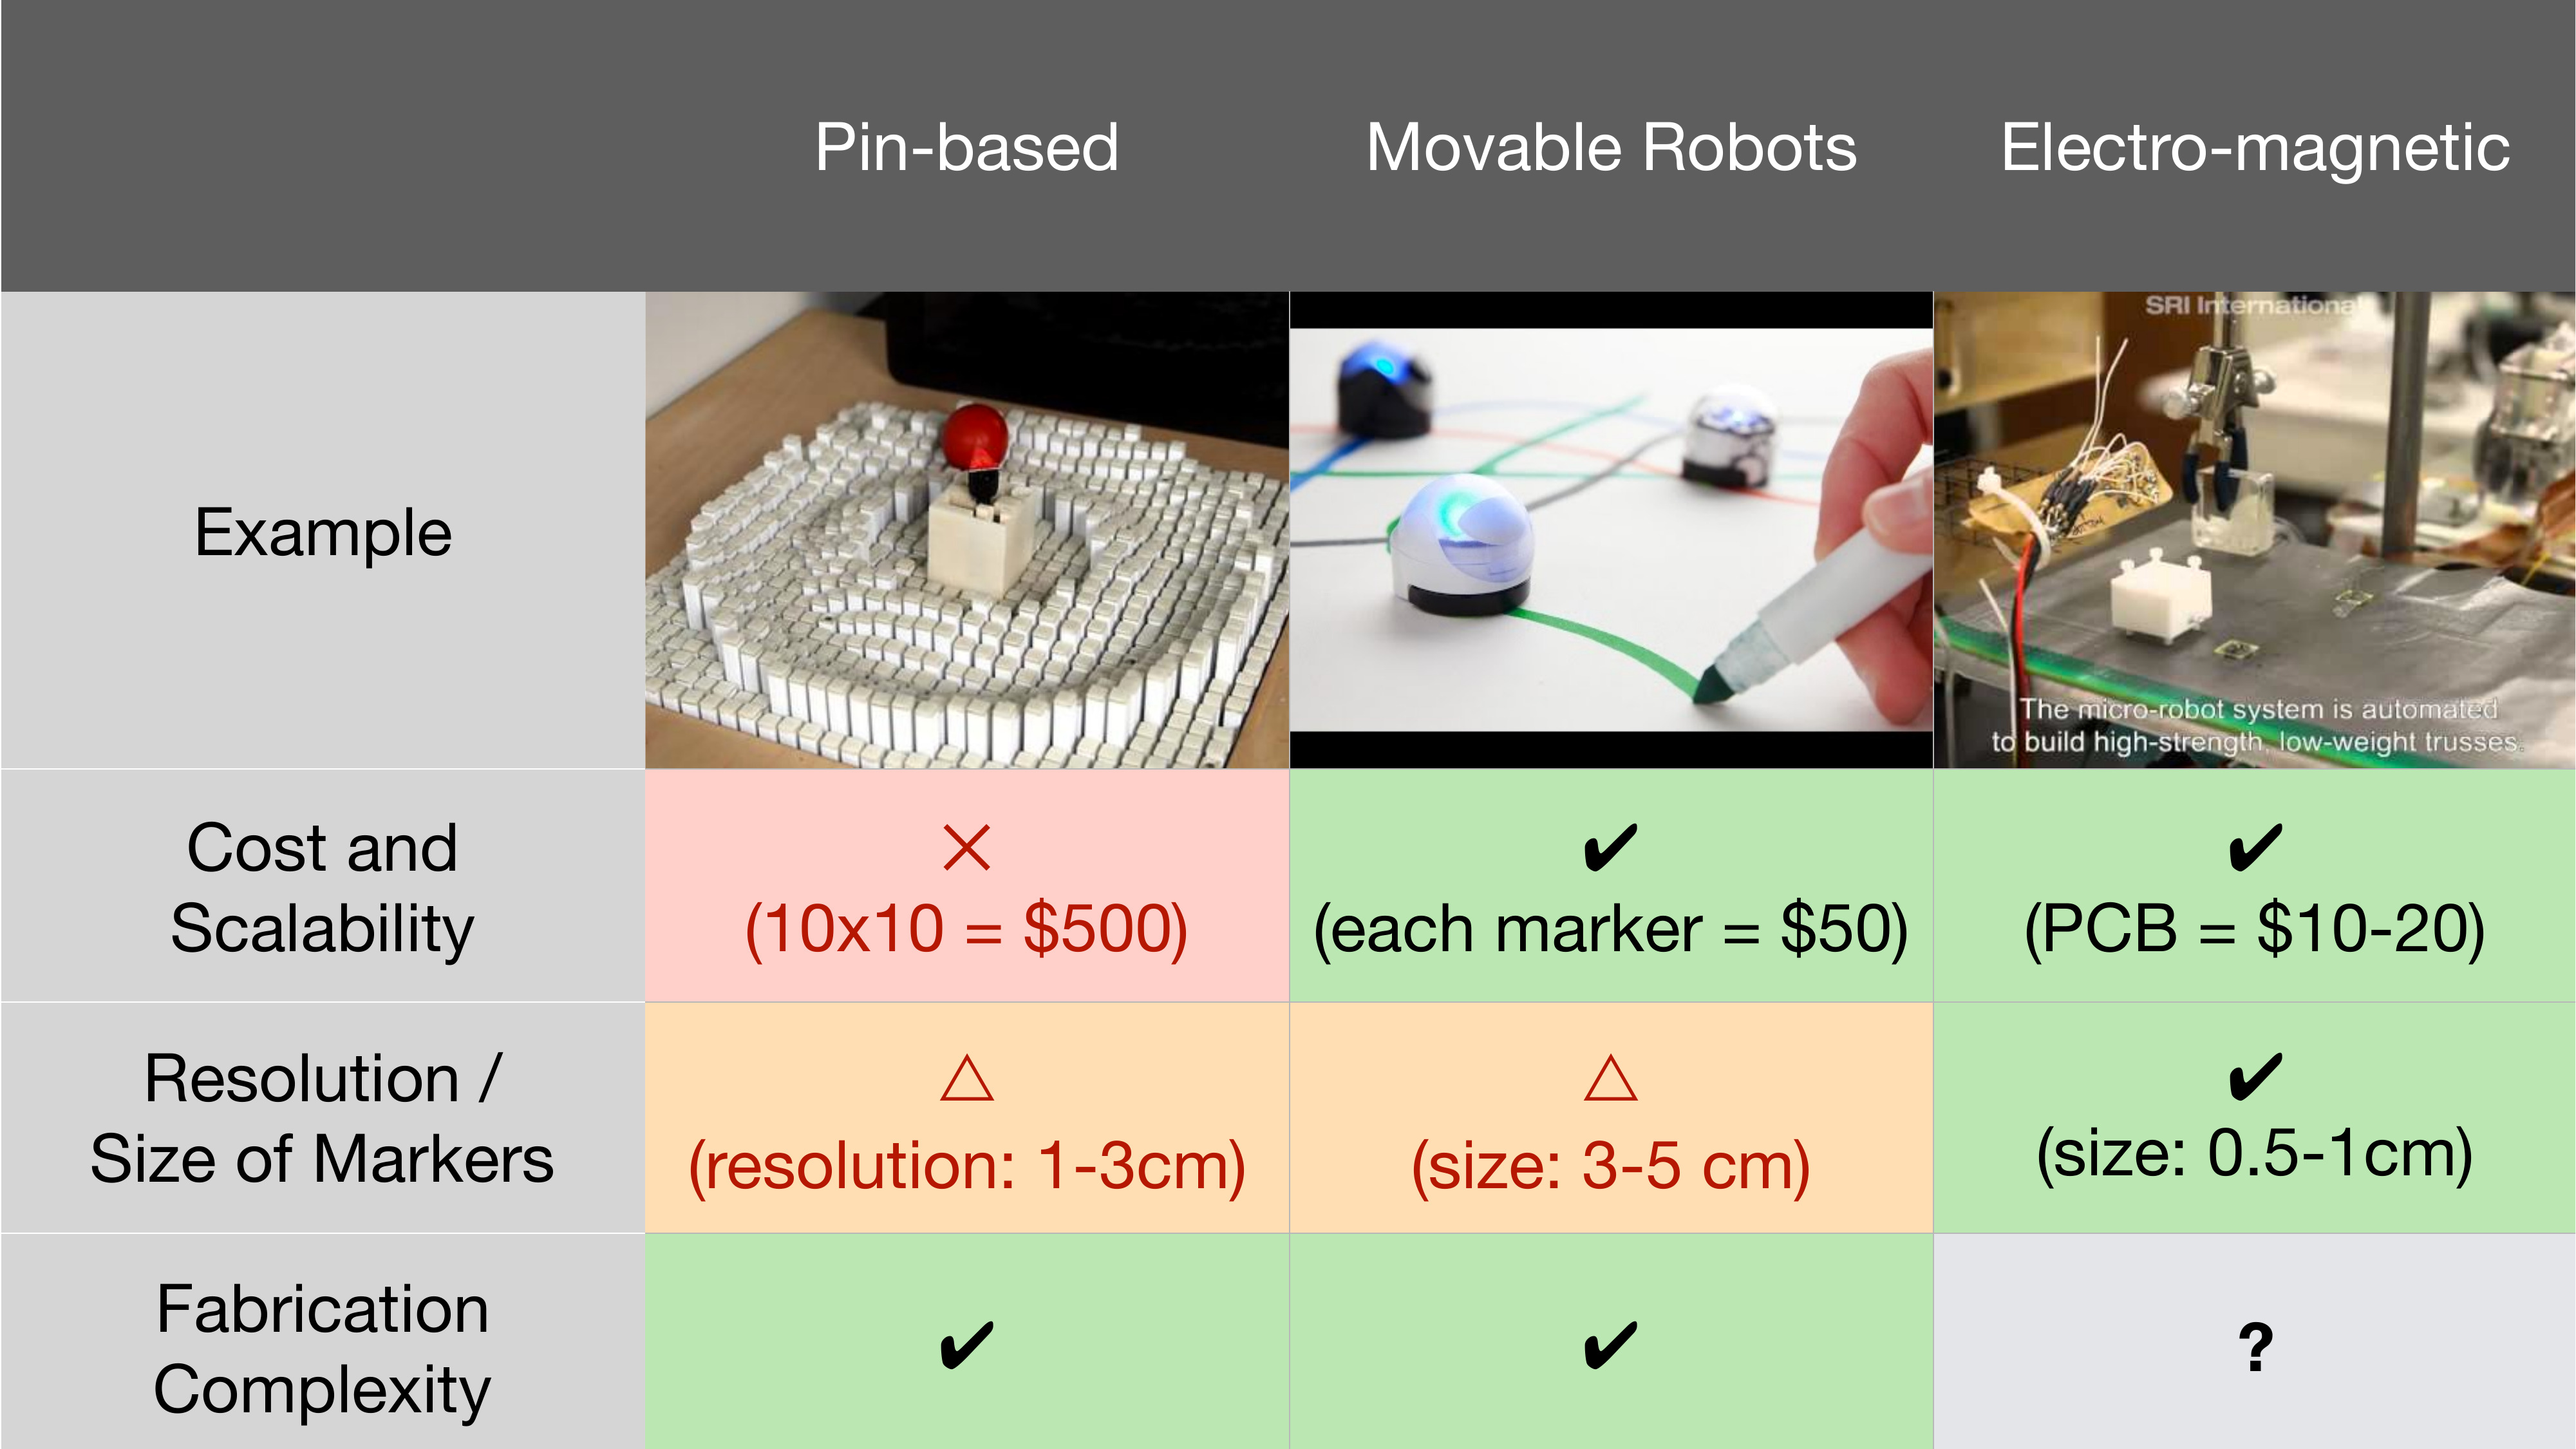 Pin-based
Movable Robots
Electro-magnetic
Example
SRI International
The micro-robot system is automated
to build high-strength, low-weight trusses.
Cost and
Scalability
✕
(10x10 = $500)
✔
(each marker = $50)
✔
(PCB = $10-20)
Resolution /
Size of Markers
△
(resolution: 1-3cm)
△
(size: 3-5 cm)
✔
(size: 0.5-1cm)
Fabrication
Complexity
✔
✔
?